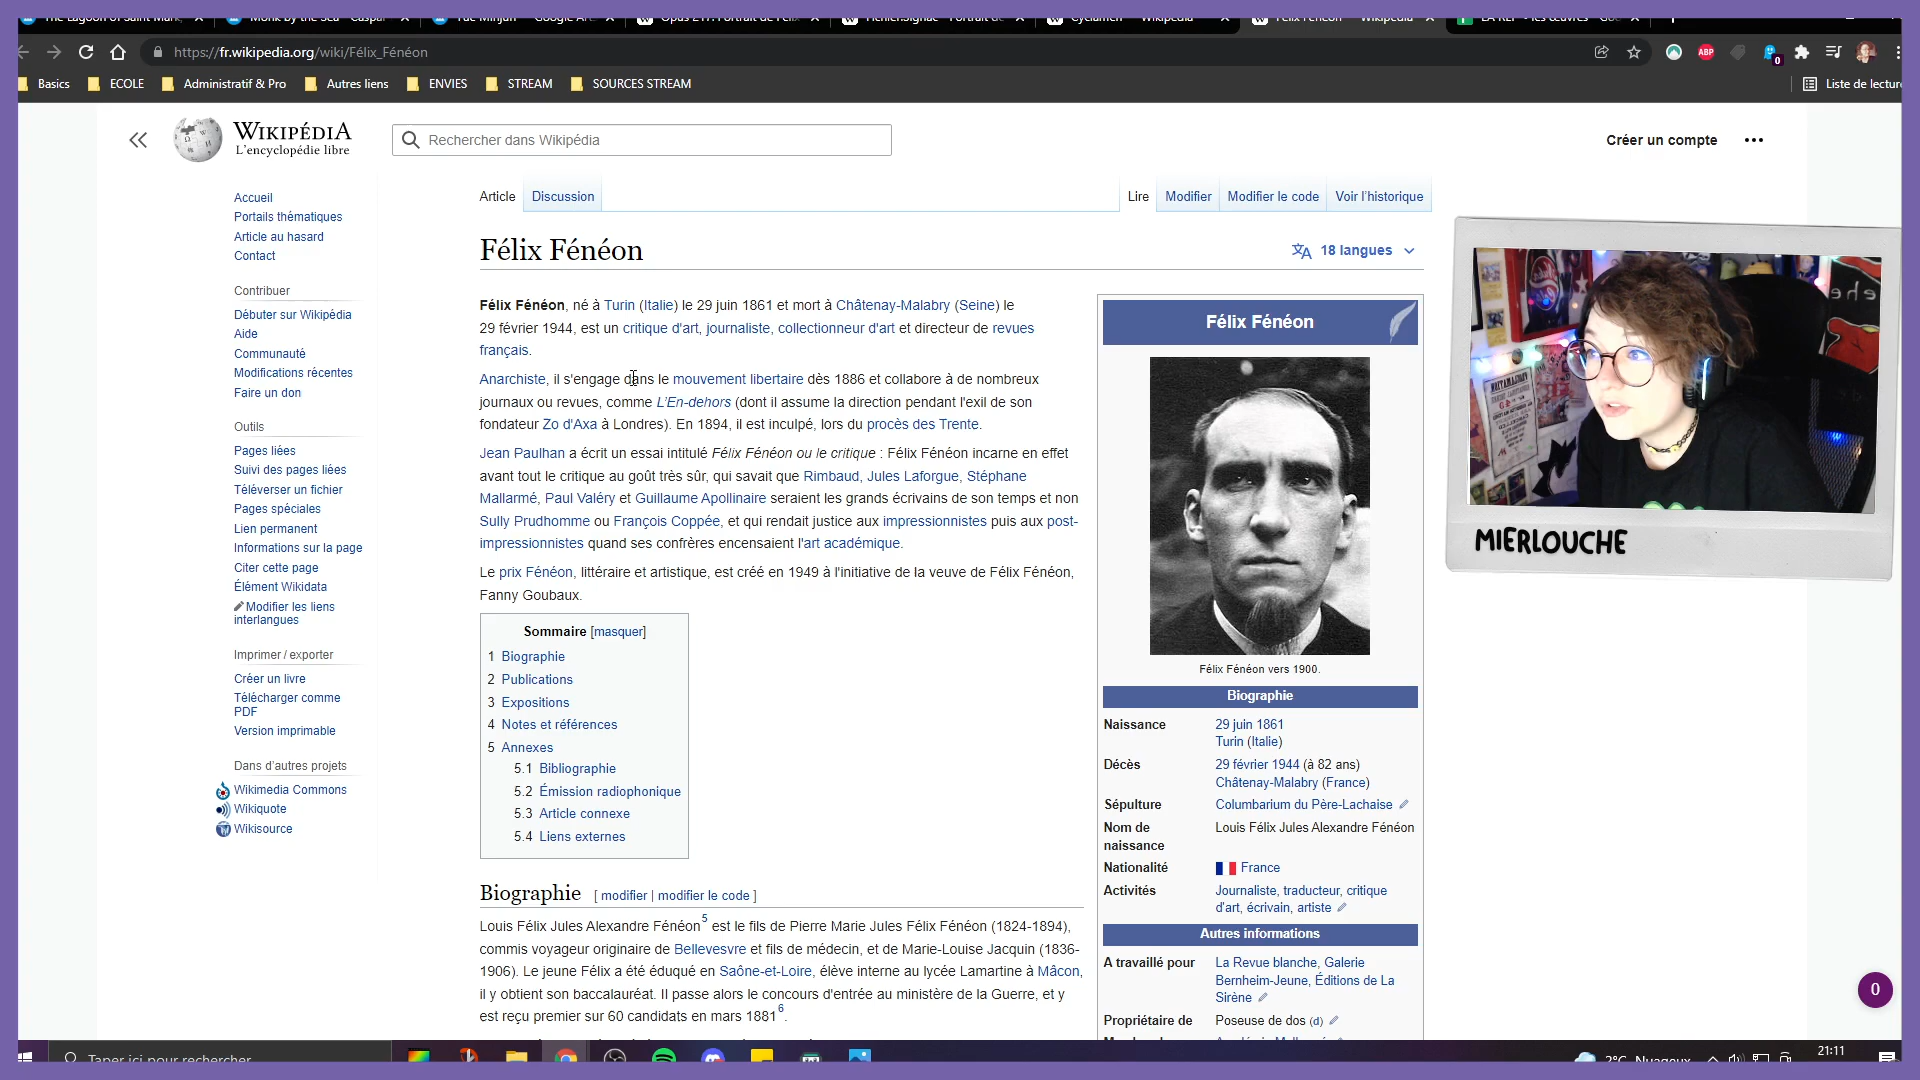 https://fr.wikipedia.org/wiki/Félix_Fénéon
ABP
0
Basics
ECOLE
Administratif & Pro
Autres liens
ENVIES
STREAM
SOURCES STREAM
Liste de lecture
WIKIPÉDIA
L'encyclopédie libre
Rechercher dans Wikipédia
Créer un compte
Accueil
Portails thématiques
Article au hasard
Contact
Contribuer
Débuter sur Wikipédia
Aide
Communauté
Modifications récentes
Faire un don
Outils
Pages liées
Suivi des pages liées
Téléverser un fichier
Pages spéciales
Lien permanent
Informations sur la page
Citer cette page
Élément Wikidata
Modifier les liens
interlangues
Imprimer / exporter
Créer un livre
Télécharger comme
PDF
Version imprimable
Dans d'autres projets
Wikimedia Commons
Wikiquote
Wikisource
Article
Discussion
Lire
Modifier
Modifier le code
Voir l'historique
Félix Fénéon
18 langues
Félix Fénéon, né à Turin (Italie) le 29 juin 1861 et mort à Châtenay-Malabry (Seine) le
29 février 1944, est un critique d'art, journaliste, collectionneur d'art et directeur de revues
français.
Anarchiste, il s'engage dans le mouvement libertaire dès 1886 et collabore à de nombreux
journaux ou revues, comme L'En-dehors (dont il assume la direction pendant l'exil de son
fondateur Zo d'Axa à Londres). En 1894, il est inculpé, lors du procès des Trente.
Jean Paulhan a écrit un essai intitulé Félix Fénéon ou le critique : Félix Fénéon incarne en effet
avant tout le critique au goût très sûr, qui savait que Rimbaud, Jules Laforgue, Stéphane
Mallarmé, Paul Valéry et Guillaume Apollinaire seraient les grands écrivains de son temps et non
Sully Prudhomme ou François Coppée, et qui rendait justice aux impressionnistes puis aux post-
impressionnistes quand ses confrères encensaient l'art académique.
Le prix Fénéon, littéraire et artistique, est créé en 1949 à l'initiative de la veuve de Félix Fénéon,
Fanny Goubaux.
Sommaire [masquer]
1 Biographie
2 Publications
3 Expositions
4 Notes et références
5 Annexes
5.1 Bibliographie
5.2 Émission radiophonique
5.3 Article connexe
5.4 Liens externes
Biographie [ modifier | modifier le code ]
Louis Félix Jules Alexandre Fénéon5 est le fils de Pierre Marie Jules Félix Fénéon (1824-1894),
commis voyageur originaire de Bellevesvre et fils de médecin, et de Marie-Louise Jacquin (1836-
1906). Le jeune Félix a été éduqué en Saône-et-Loire, élève interne au lycée Lamartine à Mâcon,
il y obtient son baccalauréat. Il passe alors le concours d'entrée au ministère de la Guerre, et y
est reçu premier sur 60 candidats en mars 18816.
Félix Fénéon
Félix Fénéon vers 1900.
Biographie
Naissance 29 juin 1861
Turin (Italie)
Décès 29 février 1944 (à 82 ans)
Châtenay-Malabry (France)
Sépulture Columbarium du Père-Lachaise
Nom de naissance Louis Félix Jules Alexandre Fénéon
Nationalité France
Activités Journaliste, traducteur, critique
d'art, écrivain, artiste
Autres informations
A travaillé pour La Revue blanche, Galerie
Bernheim-Jeune, Éditions de La
Sirène
Propriétaire de Poseuse de dos (d)
MIERLOUCHE
0
Taper ici pour rechercher
2°C Nuageux
21:11